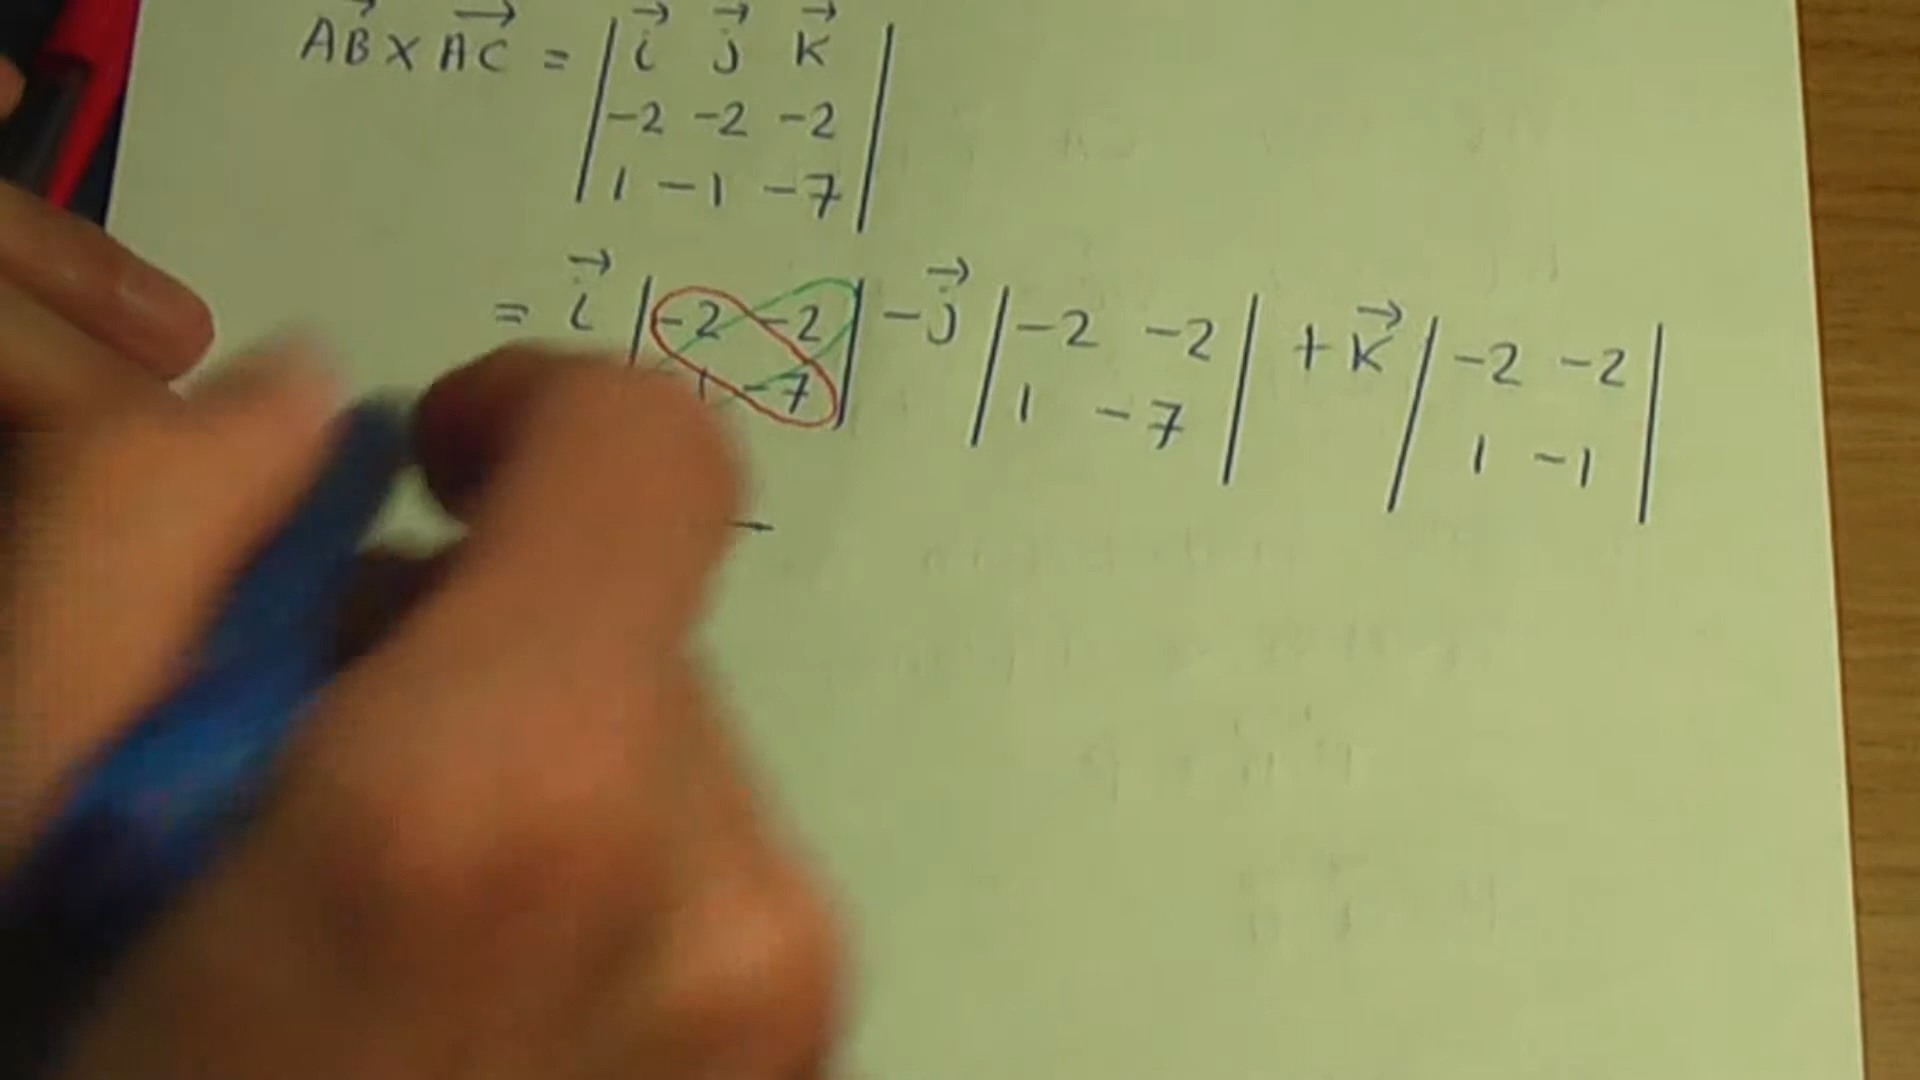 AB⃗ × AC⃗ = | i⃗ j⃗ k⃗ |
-2 -2 -2
1 -1 -7
= i⃗ | -2 -2 | - j⃗ | -2 -2 | + k⃗ | -2 -2 |
1 -7 1 -7 1 -1
-